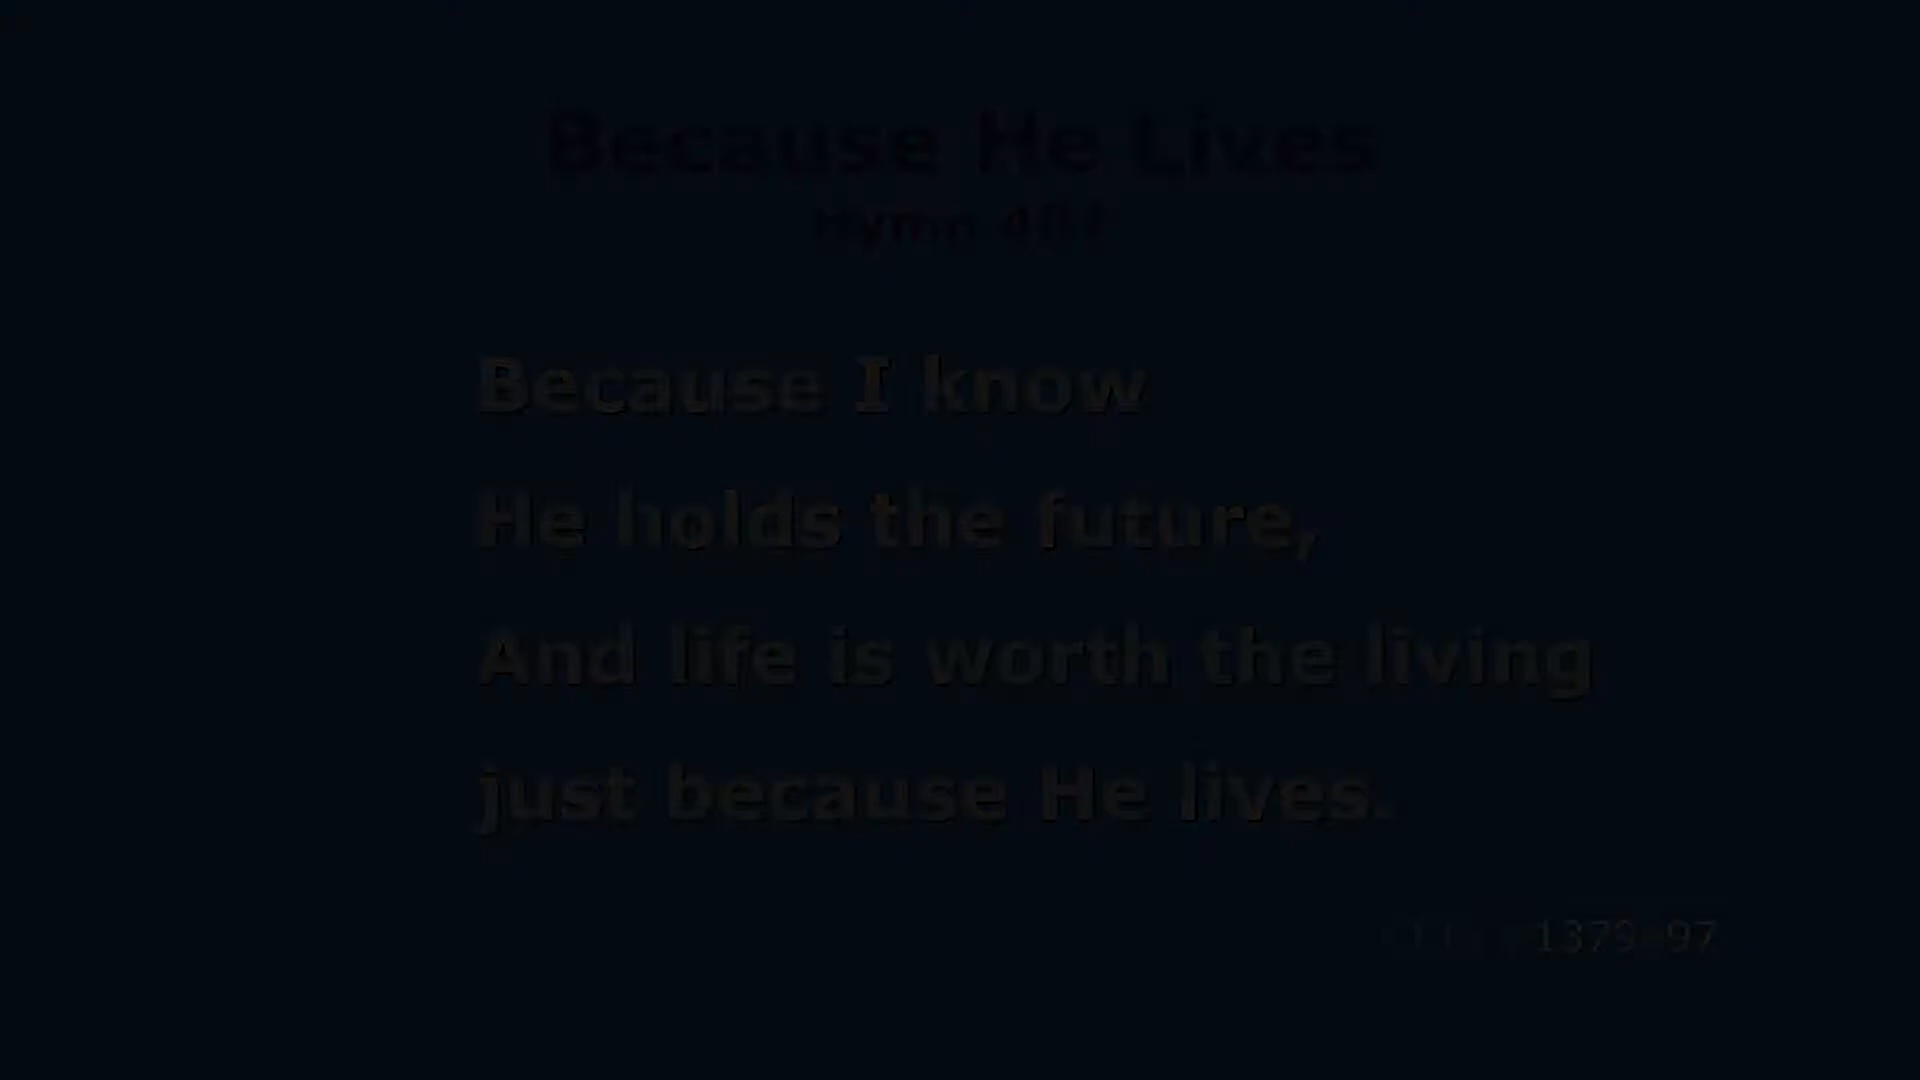 Because He Lives
Hymn
Because I know
He holds the future,
And life is worth the living
just because He lives.